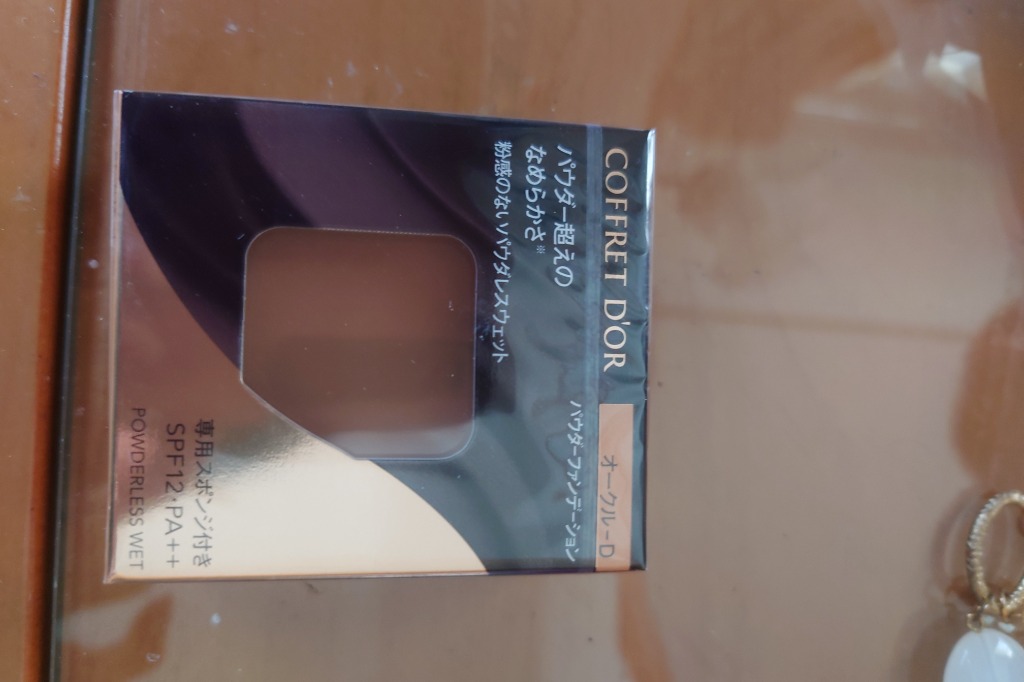 COFFRET D'OR
オークル−D
パウダーファンデーション
パウダー超えの
なめらかさ※
粉感のないパウダレスウェット
専用スポンジ付き
SPF12・PA++
POWDERLESS WET